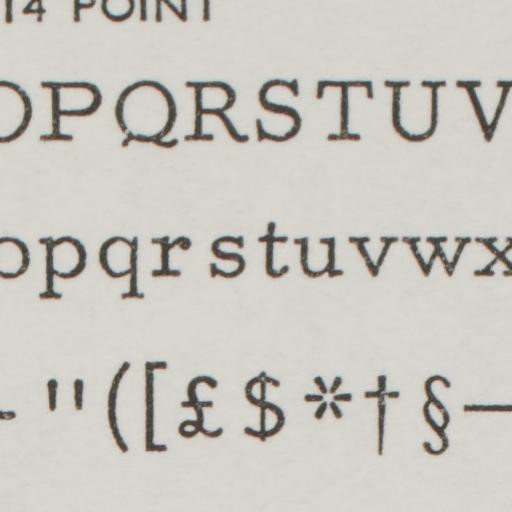 14 POINT
OPQRSTUV
opqrstuvwx
- " ( [ £ $ * † § —